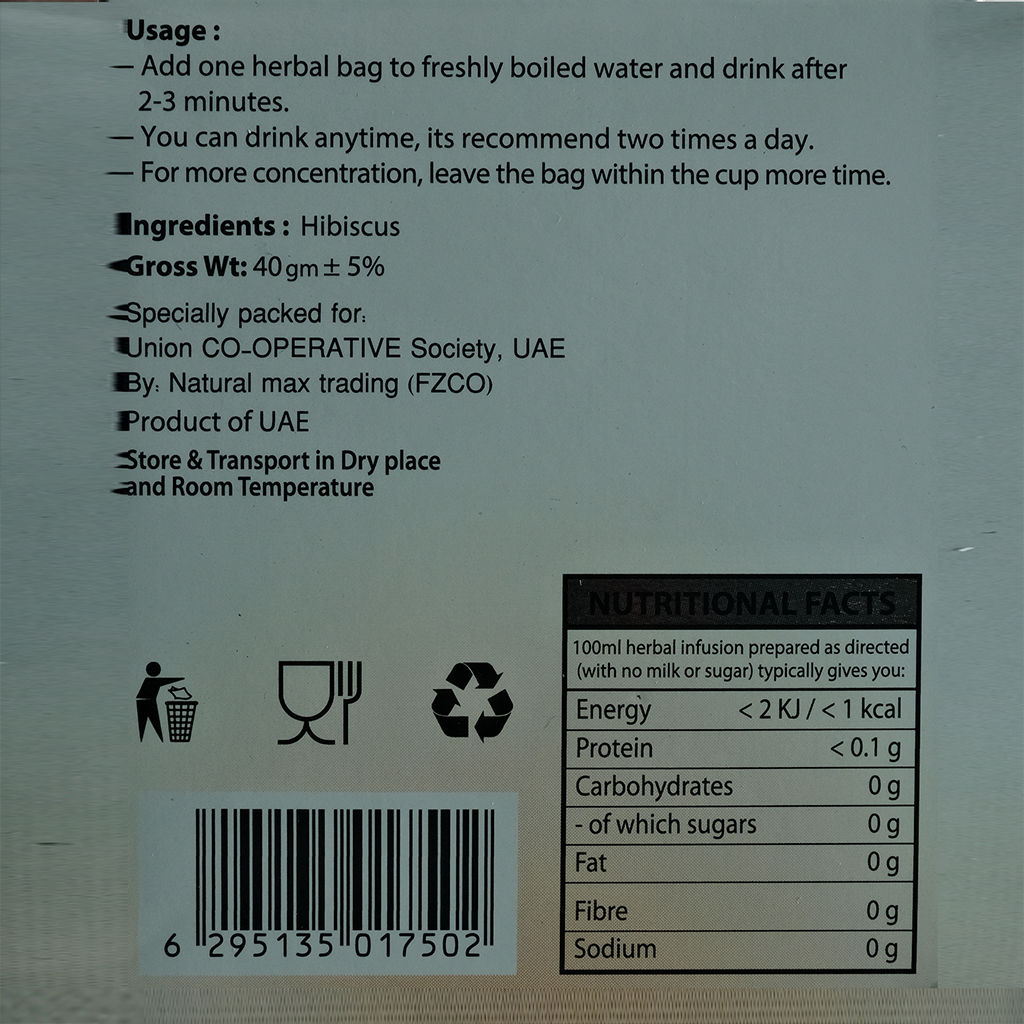 Usage :
— Add one herbal bag to freshly boiled water and drink after
2-3 minutes.
— You can drink anytime, its recommend two times a day.
— For more concentration, leave the bag within the cup more time.
Ingredients : Hibiscus
Gross Wt: 40 gm ± 5%
Specially packed for:
Union CO-OPERATIVE Society, UAE
By: Natural max trading (FZCO)
Product of UAE
Store & Transport in Dry place
and Room Temperature
NUTRITIONAL FACTS
100ml herbal infusion prepared as directed
(with no milk or sugar) typically gives you:
Energy < 2 KJ / < 1 kcal
Protein < 0.1 g
Carbohydrates 0 g
- of which sugars 0 g
Fat 0 g
Fibre 0 g
Sodium 0 g
6 295135 017502